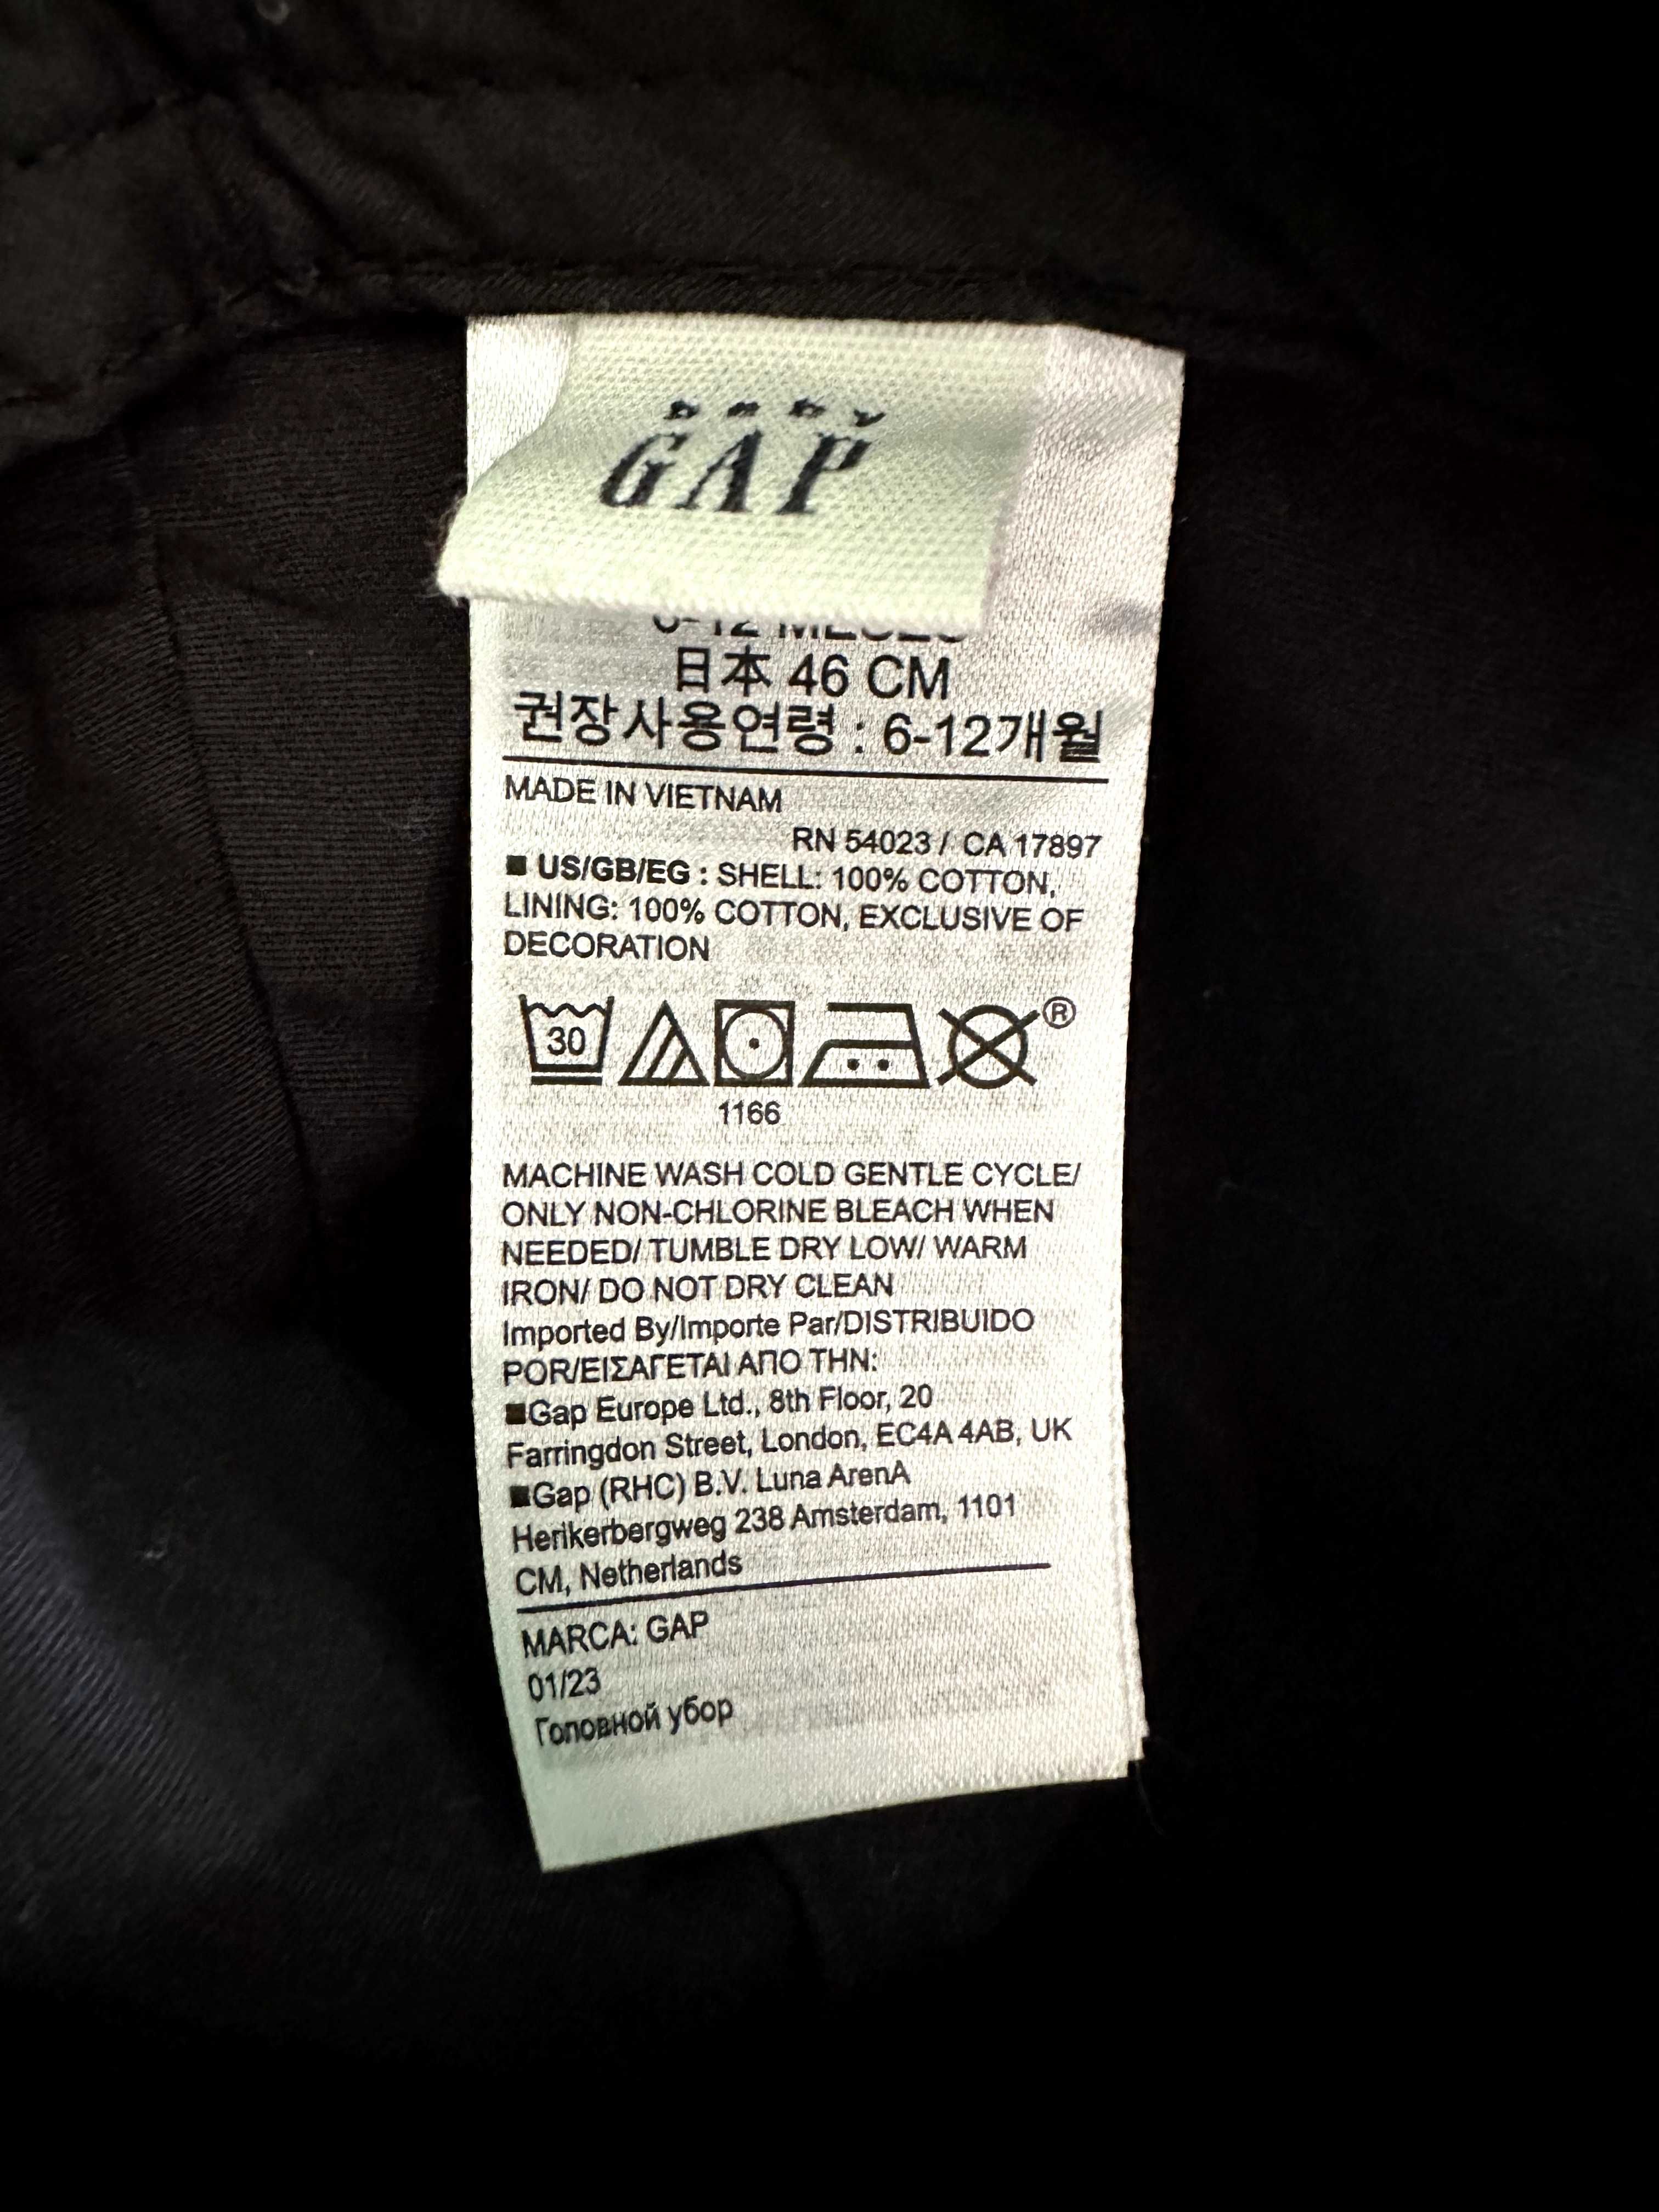 baby
GAP
6-12 MESES
日本 46 CM
권장사용연령 : 6-12개월
MADE IN VIETNAM
RN 54023 / CA 17897
■ US/GB/EG : SHELL: 100% COTTON,
LINING: 100% COTTON, EXCLUSIVE OF
DECORATION
30
®
1166
MACHINE WASH COLD GENTLE CYCLE/
ONLY NON-CHLORINE BLEACH WHEN
NEEDED/ TUMBLE DRY LOW/ WARM
IRON/ DO NOT DRY CLEAN
Imported By/Importe Par/DISTRIBUIDO
POR/ΕΙΣΑΓΕΤΑΙ ΑΠΟ ΤΗΝ:
■Gap Europe Ltd., 8th Floor, 20
Farringdon Street, London, EC4A 4AB, UK
■Gap (RHC) B.V. Luna ArenA
Herikerbergweg 238 Amsterdam, 1101
CM, Netherlands
MARCA: GAP
01/23
Головной убор